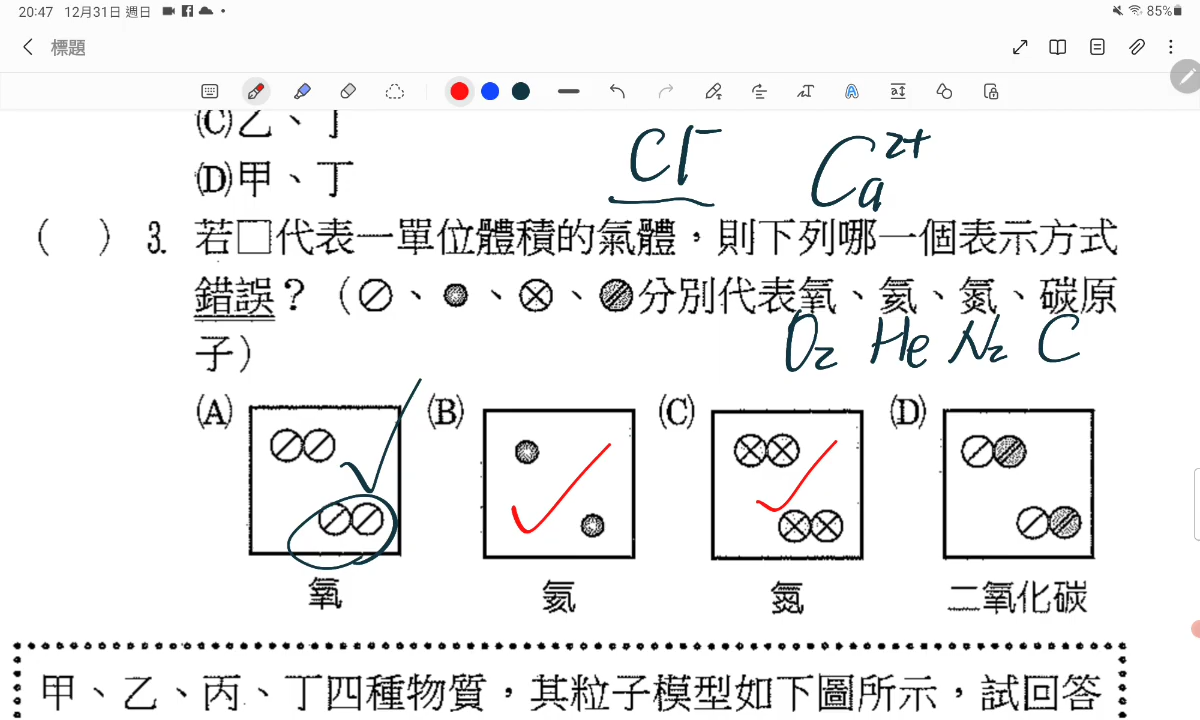 20:47 12月31日 週日 85%
標題
(C)乙、丁
(D)甲、丁
Cl⁻ Ca²⁺
( ) 3. 若□代表一單位體積的氣體，則下列哪一個表示方式
錯誤？（⊘、●、⊗、分別代表氧、氦、氮、碳原
子）
O₂ He N₂ C
(A) (B) (C) (D)
氧 氦 氮 二氧化碳
甲、乙、丙、丁四種物質，其粒子模型如下圖所示，試回答